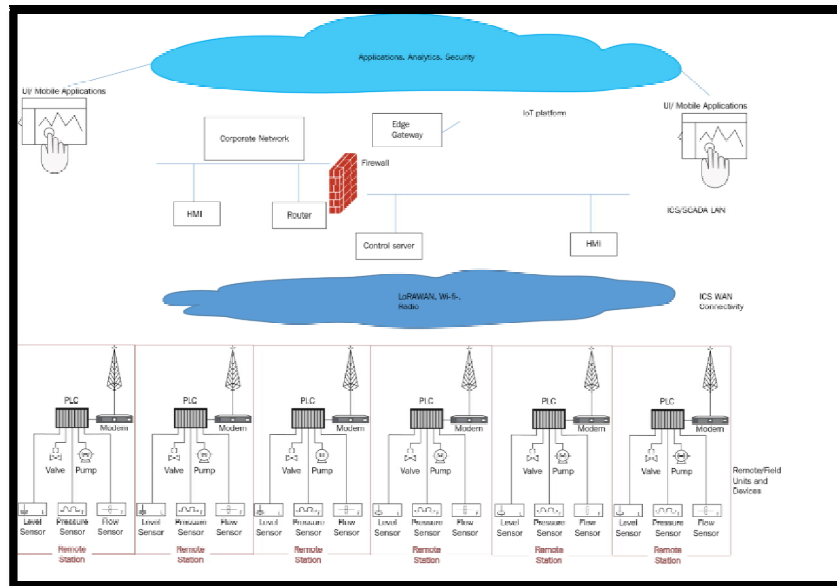 Applications, Analytics, Security
UI/ Mobile Applications
UI/ Mobile Applications
Edge
Gateway
IoT platform
Corporate Network
Firewall
HMI
Router
ICS/SCADA LAN
Control server
HMI
LoRAWAN, Wi-fi-,
Radio
ICS WAN
Connectivity
PLC
Modem
Valve
Pump
Level
Sensor
Pressure
Sensor
Flow
Sensor
Remote
Station
PLC
Modem
Valve
Pump
Level
Sensor
Pressure
Sensor
Flow
Sensor
Remote
Station
PLC
Modem
Valve
Pump
Level
Sensor
Pressure
Sensor
Flow
Sensor
Remote
Station
PLC
Modem
Valve
Pump
Level
Sensor
Pressure
Sensor
Flow
Sensor
Remote
Station
PLC
Modem
Valve
Pump
Level
Sensor
Pressure
Sensor
Flow
Sensor
Remote
Station
PLC
Modem
Valve
Pump
Level
Sensor
Pressure
Sensor
Flow
Sensor
Remote
Station
Remote/Field
Units and
Devices